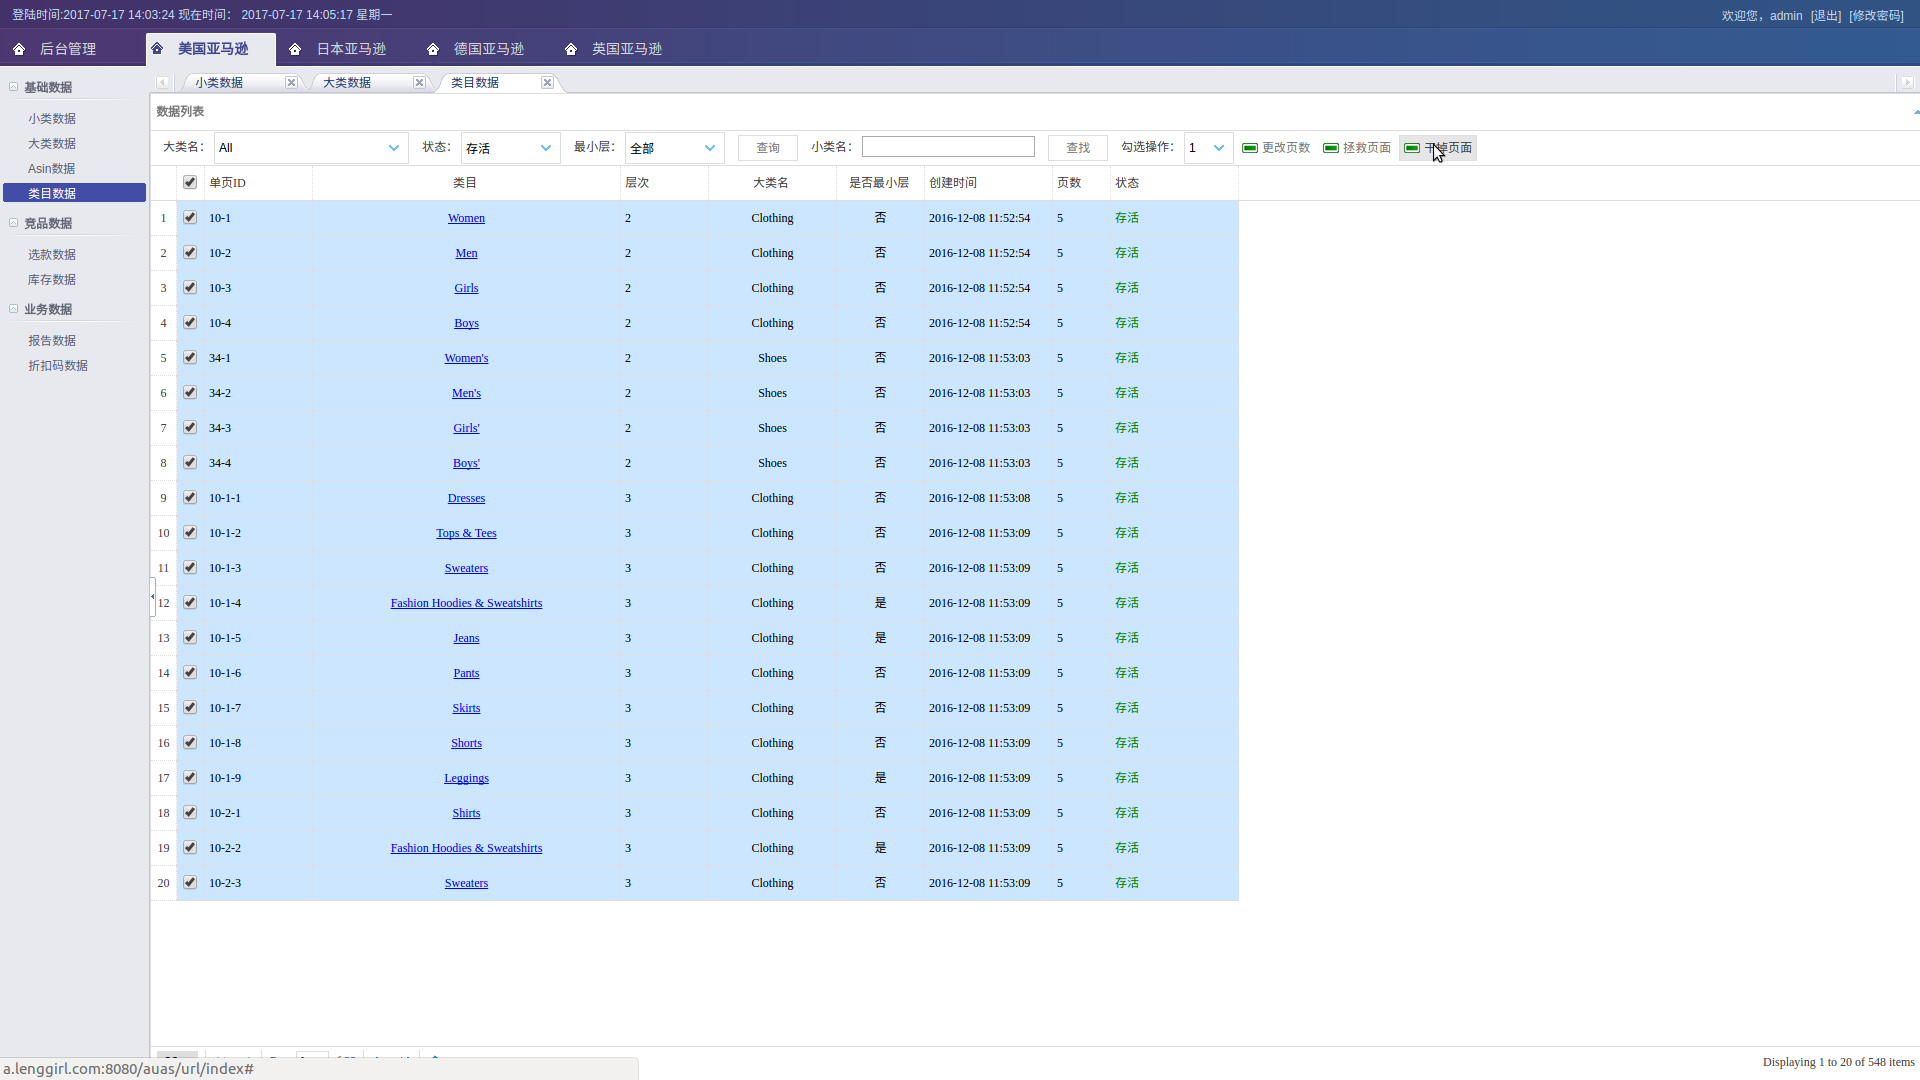 登陆时间:2017-07-17 14:03:24 现在时间： 2017-07-17 14:05:17 星期一
欢迎您，admin [退出] [修改密码]
后台管理 美国亚马逊 日本亚马逊 德国亚马逊 英国亚马逊
基础数据
小类数据
大类数据
Asin数据
类目数据
竞品数据
选款数据
库存数据
业务数据
报告数据
折扣码数据
小类数据 大类数据 类目数据
数据列表
大类名： All 状态： 存活 最小层： 全部 查询 小类名： 查找 勾选操作： 1 更改页数 拯救页面 页面
单页ID 类目 层次 大类名 是否最小层 创建时间 页数 状态
1 10-1 Women 2 Clothing 否 2016-12-08 11:52:54 5 存活
2 10-2 Men 2 Clothing 否 2016-12-08 11:52:54 5 存活
3 10-3 Girls 2 Clothing 否 2016-12-08 11:52:54 5 存活
4 10-4 Boys 2 Clothing 否 2016-12-08 11:52:54 5 存活
5 34-1 Women's 2 Shoes 否 2016-12-08 11:53:03 5 存活
6 34-2 Men's 2 Shoes 否 2016-12-08 11:53:03 5 存活
7 34-3 Girls' 2 Shoes 否 2016-12-08 11:53:03 5 存活
8 34-4 Boys' 2 Shoes 否 2016-12-08 11:53:03 5 存活
9 10-1-1 Dresses 3 Clothing 否 2016-12-08 11:53:08 5 存活
10 10-1-2 Tops & Tees 3 Clothing 否 2016-12-08 11:53:09 5 存活
11 10-1-3 Sweaters 3 Clothing 否 2016-12-08 11:53:09 5 存活
12 10-1-4 Fashion Hoodies & Sweatshirts 3 Clothing 是 2016-12-08 11:53:09 5 存活
13 10-1-5 Jeans 3 Clothing 是 2016-12-08 11:53:09 5 存活
14 10-1-6 Pants 3 Clothing 否 2016-12-08 11:53:09 5 存活
15 10-1-7 Skirts 3 Clothing 否 2016-12-08 11:53:09 5 存活
16 10-1-8 Shorts 3 Clothing 否 2016-12-08 11:53:09 5 存活
17 10-1-9 Leggings 3 Clothing 是 2016-12-08 11:53:09 5 存活
18 10-2-1 Shirts 3 Clothing 否 2016-12-08 11:53:09 5 存活
19 10-2-2 Fashion Hoodies & Sweatshirts 3 Clothing 是 2016-12-08 11:53:09 5 存活
20 10-2-3 Sweaters 3 Clothing 否 2016-12-08 11:53:09 5 存活
a.lenggirl.com:8080/auas/url/index#
Displaying 1 to 20 of 548 items